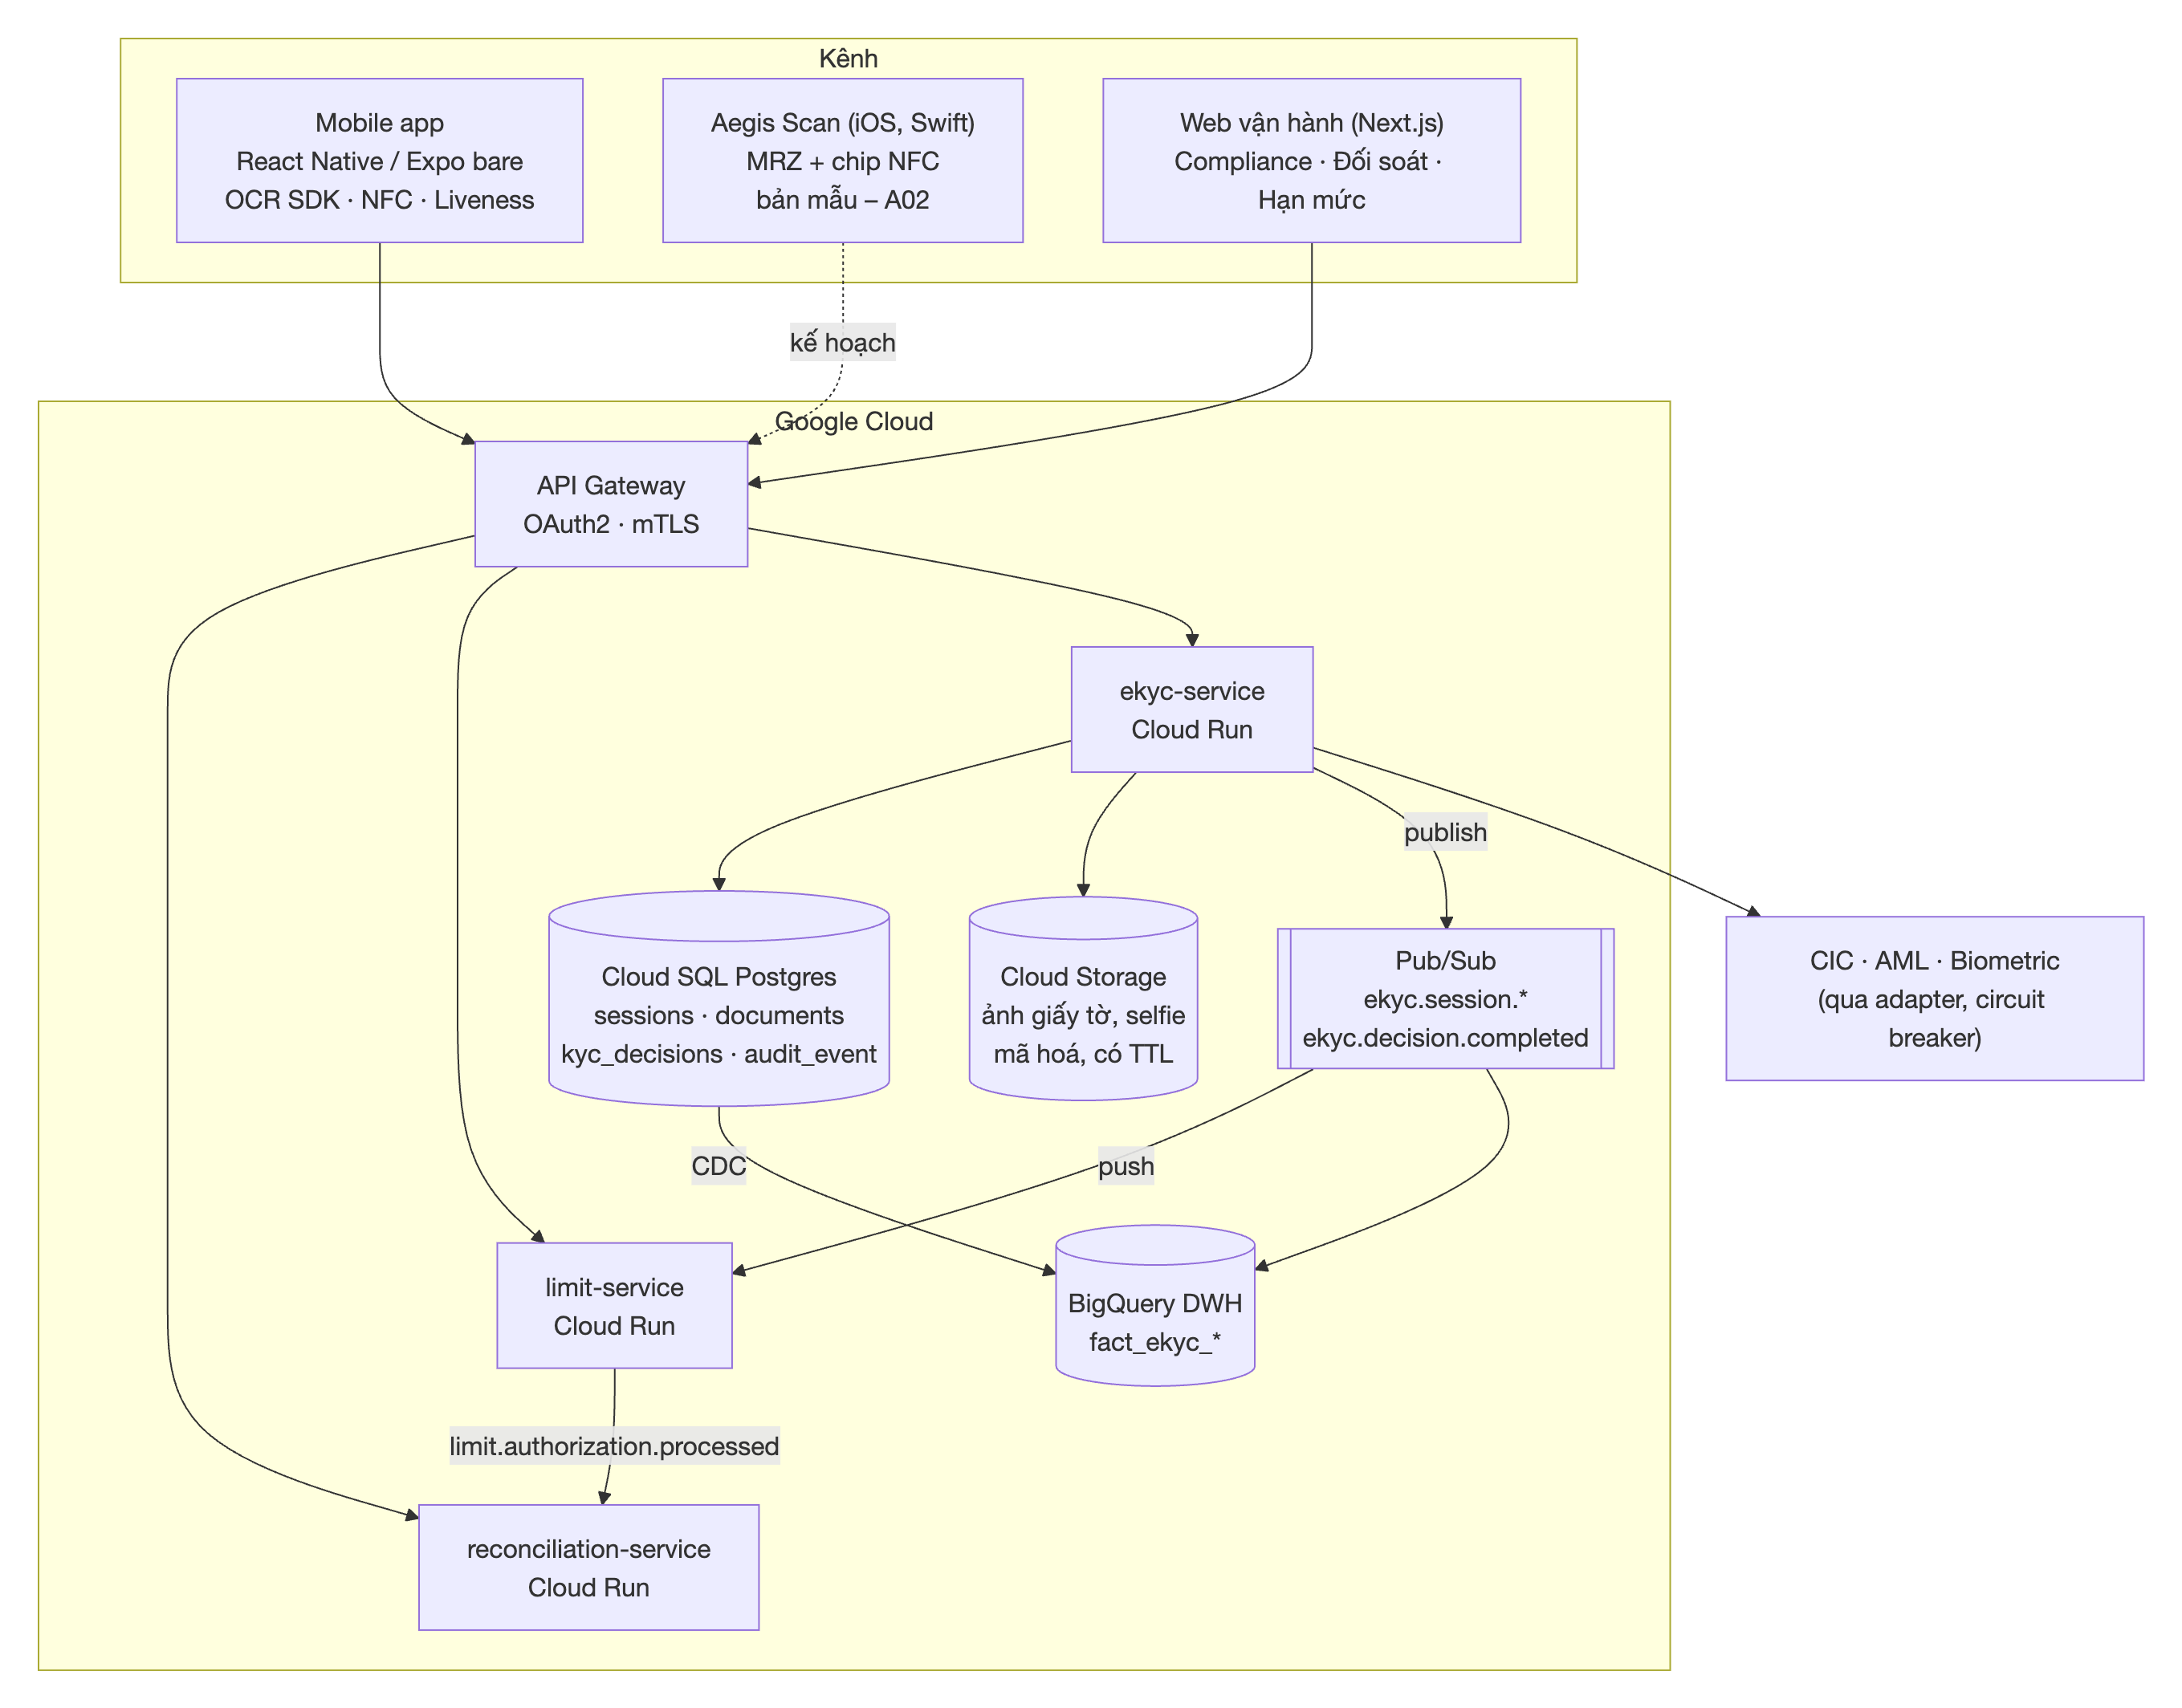 Kênh
Mobile app
React Native / Expo bare
OCR SDK · NFC · Liveness
Aegis Scan (iOS, Swift)
MRZ + chip NFC
bản mẫu – A02
Web vận hành (Next.js)
Compliance · Đối soát ·
Hạn mức
kế hoạch
Google Cloud
API Gateway
OAuth2 · mTLS
ekyc-service
Cloud Run
publish
Cloud SQL Postgres
sessions · documents
kyc_decisions · audit_event
Cloud Storage
ảnh giấy tờ, selfie
mã hoá, có TTL
Pub/Sub
ekyc.session.*
ekyc.decision.completed
CIC · AML · Biometric
(qua adapter, circuit
breaker)
CDC
push
limit-service
Cloud Run
BigQuery DWH
fact_ekyc_*
limit.authorization.processed
reconciliation-service
Cloud Run